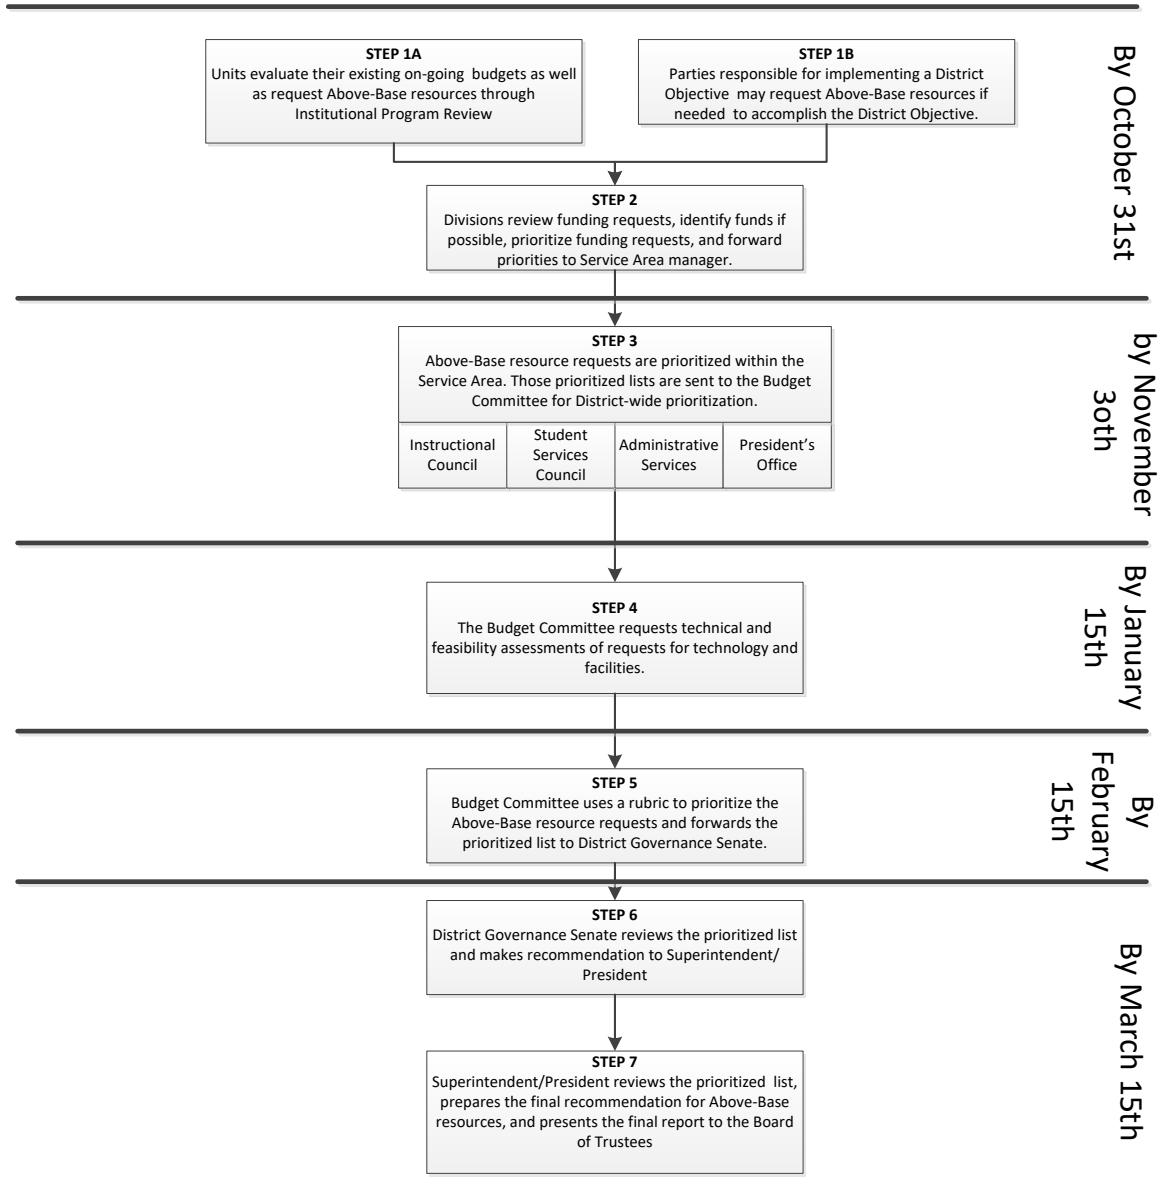 STEP 1A
Units evaluate their existing on-going budgets as well
as request Above-Base resources through
Institutional Program Review
STEP 1B
Parties responsible for implementing a District
Objective may request Above-Base resources if
needed to accomplish the District Objective.
By October 31st
STEP 2
Divisions review funding requests, identify funds if
possible, prioritize funding requests, and forward
priorities to Service Area manager.
STEP 3
Above-Base resource requests are prioritized within the
Service Area. Those prioritized lists are sent to the Budget
Committee for District-wide prioritization.
Instructional
Council
Student
Services
Council
Administrative
Services
President’s
Office
by November
3oth
STEP 4
The Budget Committee requests technical and
feasibility assessments of requests for technology and
facilities.
By January
15th
STEP 5
Budget Committee uses a rubric to prioritize the
Above-Base resource requests and forwards the
prioritized list to District Governance Senate.
By
February
15th
STEP 6
District Governance Senate reviews the prioritized list
and makes recommendation to Superintendent/
President
STEP 7
Superintendent/President reviews the prioritized list,
prepares the final recommendation for Above-Base
resources, and presents the final report to the Board
of Trustees
By March 15th